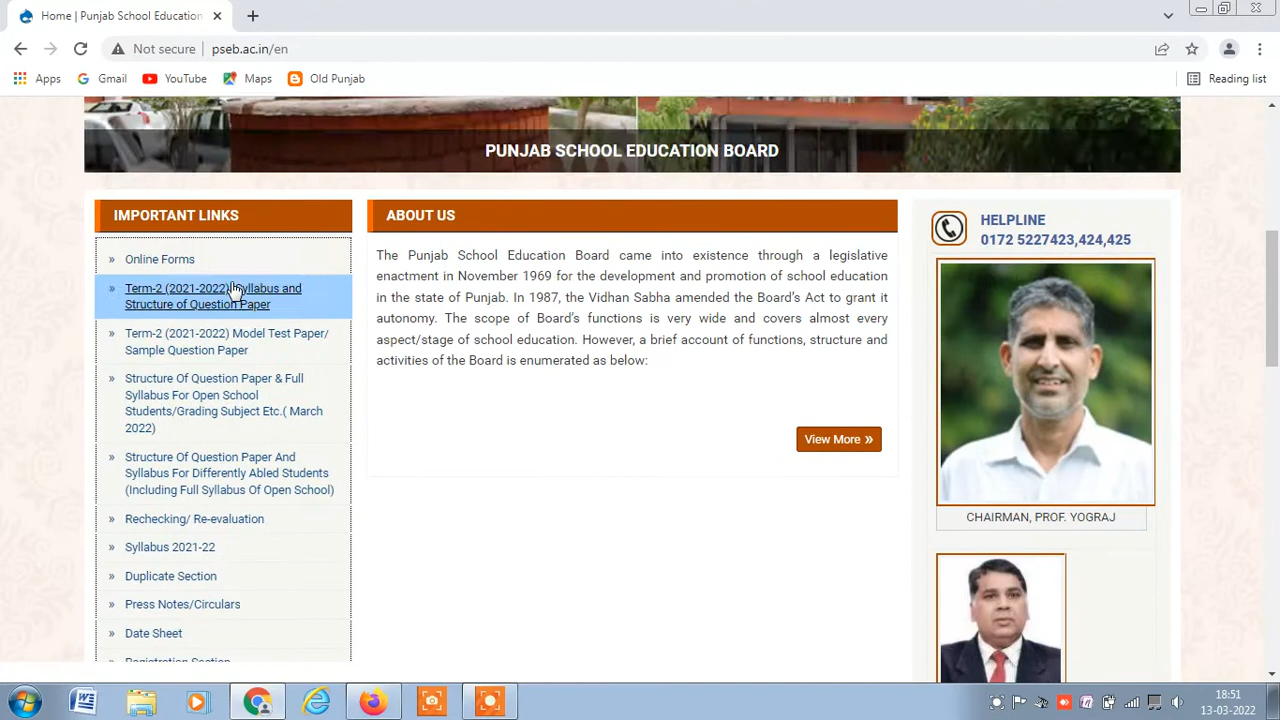 Home | Punjab School Education
Not secure
pseb.ac.in/en
Apps
Gmail
YouTube
Maps
Old Punjab
Reading list
PUNJAB SCHOOL EDUCATION BOARD
IMPORTANT LINKS
» Online Forms
» Term-2 (2021-2022) Syllabus and
Structure of Question Paper
» Term-2 (2021-2022) Model Test Paper/
Sample Question Paper
» Structure Of Question Paper & Full
Syllabus For Open School
Students/Grading Subject Etc.( March
2022)
» Structure Of Question Paper And
Syllabus For Differently Abled Students
(Including Full Syllabus Of Open School)
» Rechecking/ Re-evaluation
» Syllabus 2021-22
» Duplicate Section
» Press Notes/Circulars
» Date Sheet
Registration Section
ABOUT US
The Punjab School Education Board came into existence through a legislative
enactment in November 1969 for the development and promotion of school education
in the state of Punjab. In 1987, the Vidhan Sabha amended the Board's Act to grant it
autonomy. The scope of Board's functions is very wide and covers almost every
aspect/stage of school education. However, a brief account of functions, structure and
activities of the Board is enumerated as below:
View More »
HELPLINE
0172 5227423,424,425
CHAIRMAN, PROF. YOGRAJ
18:51
13-03-2022